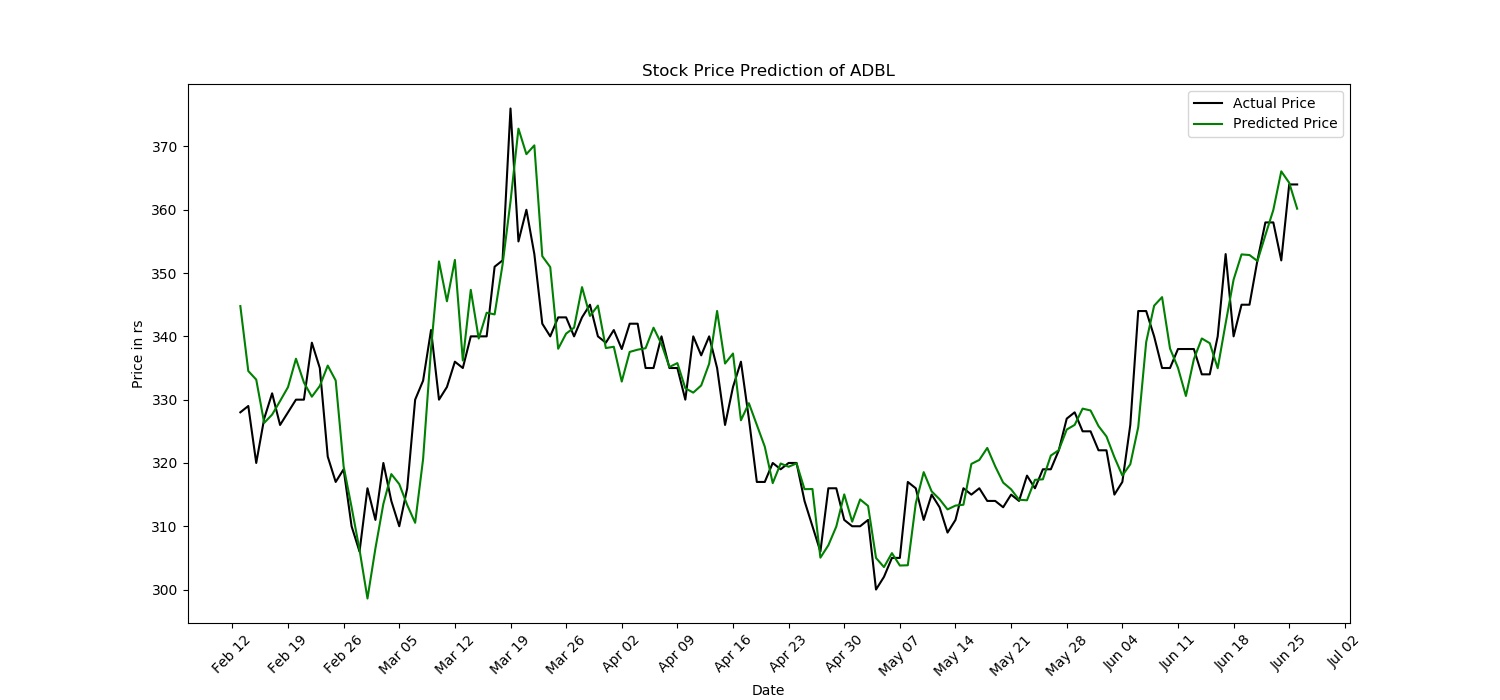 Stock Price Prediction of ADBL
Actual Price
Predicted Price
Price in rs
370
360
350
340
330
320
310
300
Feb 12
Feb 19
Feb 26
Mar 05
Mar 12
Mar 19
Mar 26
Apr 02
Apr 09
Apr 16
Apr 23
Apr 30
May 07
May 14
May 21
May 28
Jun 04
Jun 11
Jun 18
Jun 25
Jul 02
Date